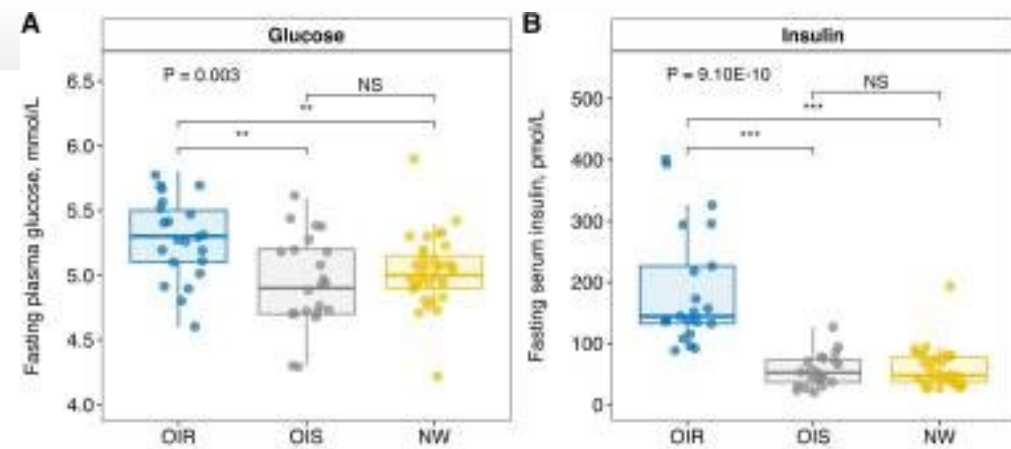 A
Glucose
Fasting plasma glucose, mmol/L
6.5
6.0
5.5
5.0
4.5
4.0
P = 0.003
NS
**
**
OIR
OIS
NW
B
Insulin
Fasting serum insulin, pmol/L
500
400
300
200
100
0
P = 9.10E-10
NS
***
***
OIR
OIS
NW